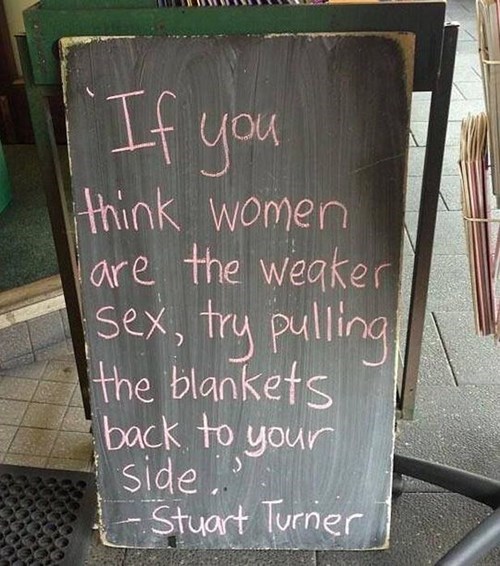 'If you
think women
are the weaker
sex, try pulling
the blankets
back to your
side.'
- Stuart Turner